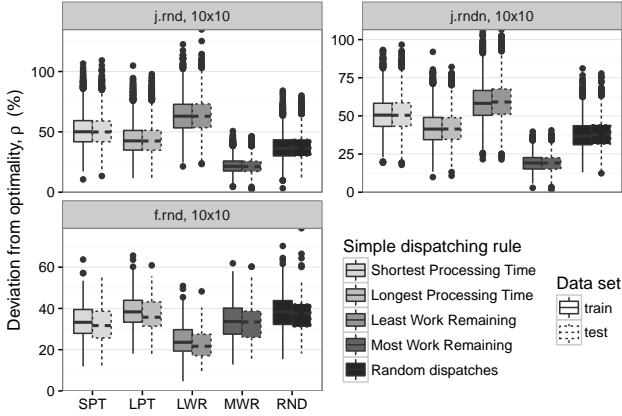 j.rnd, 10x10
j.rndn, 10x10
100
50
0
100
75
50
25
0
f.rnd, 10x10
60
40
20
0
Deviation from optimality, ρ (%)
SPT LPT LWR MWR RND
Simple dispatching rule
Shortest Processing Time
Longest Processing Time
Least Work Remaining
Most Work Remaining
Random dispatches
Data set
train
test